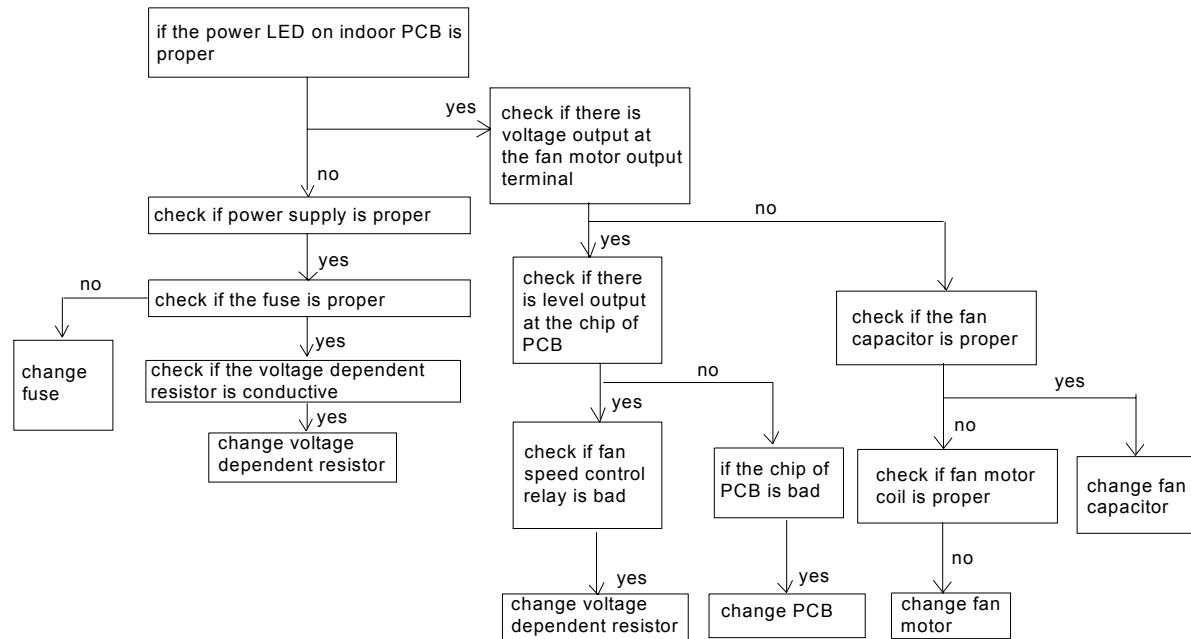 if the power LED on indoor PCB is
proper
yes
check if there is
voltage output at
the fan motor output
terminal
no
check if power supply is proper
no
yes
yes
check if there
is level output
at the chip of
PCB
no
check if the fuse is proper
check if the fan
capacitor is proper
change
fuse
yes
check if the voltage dependent
resistor is conductive
yes
change voltage
dependent resistor
no
yes
yes
no
check if fan
speed control
relay is bad
if the chip of
PCB is bad
check if fan motor
coil is proper
change fan
capacitor
yes
yes
no
change voltage
dependent resistor
change PCB
change fan
motor